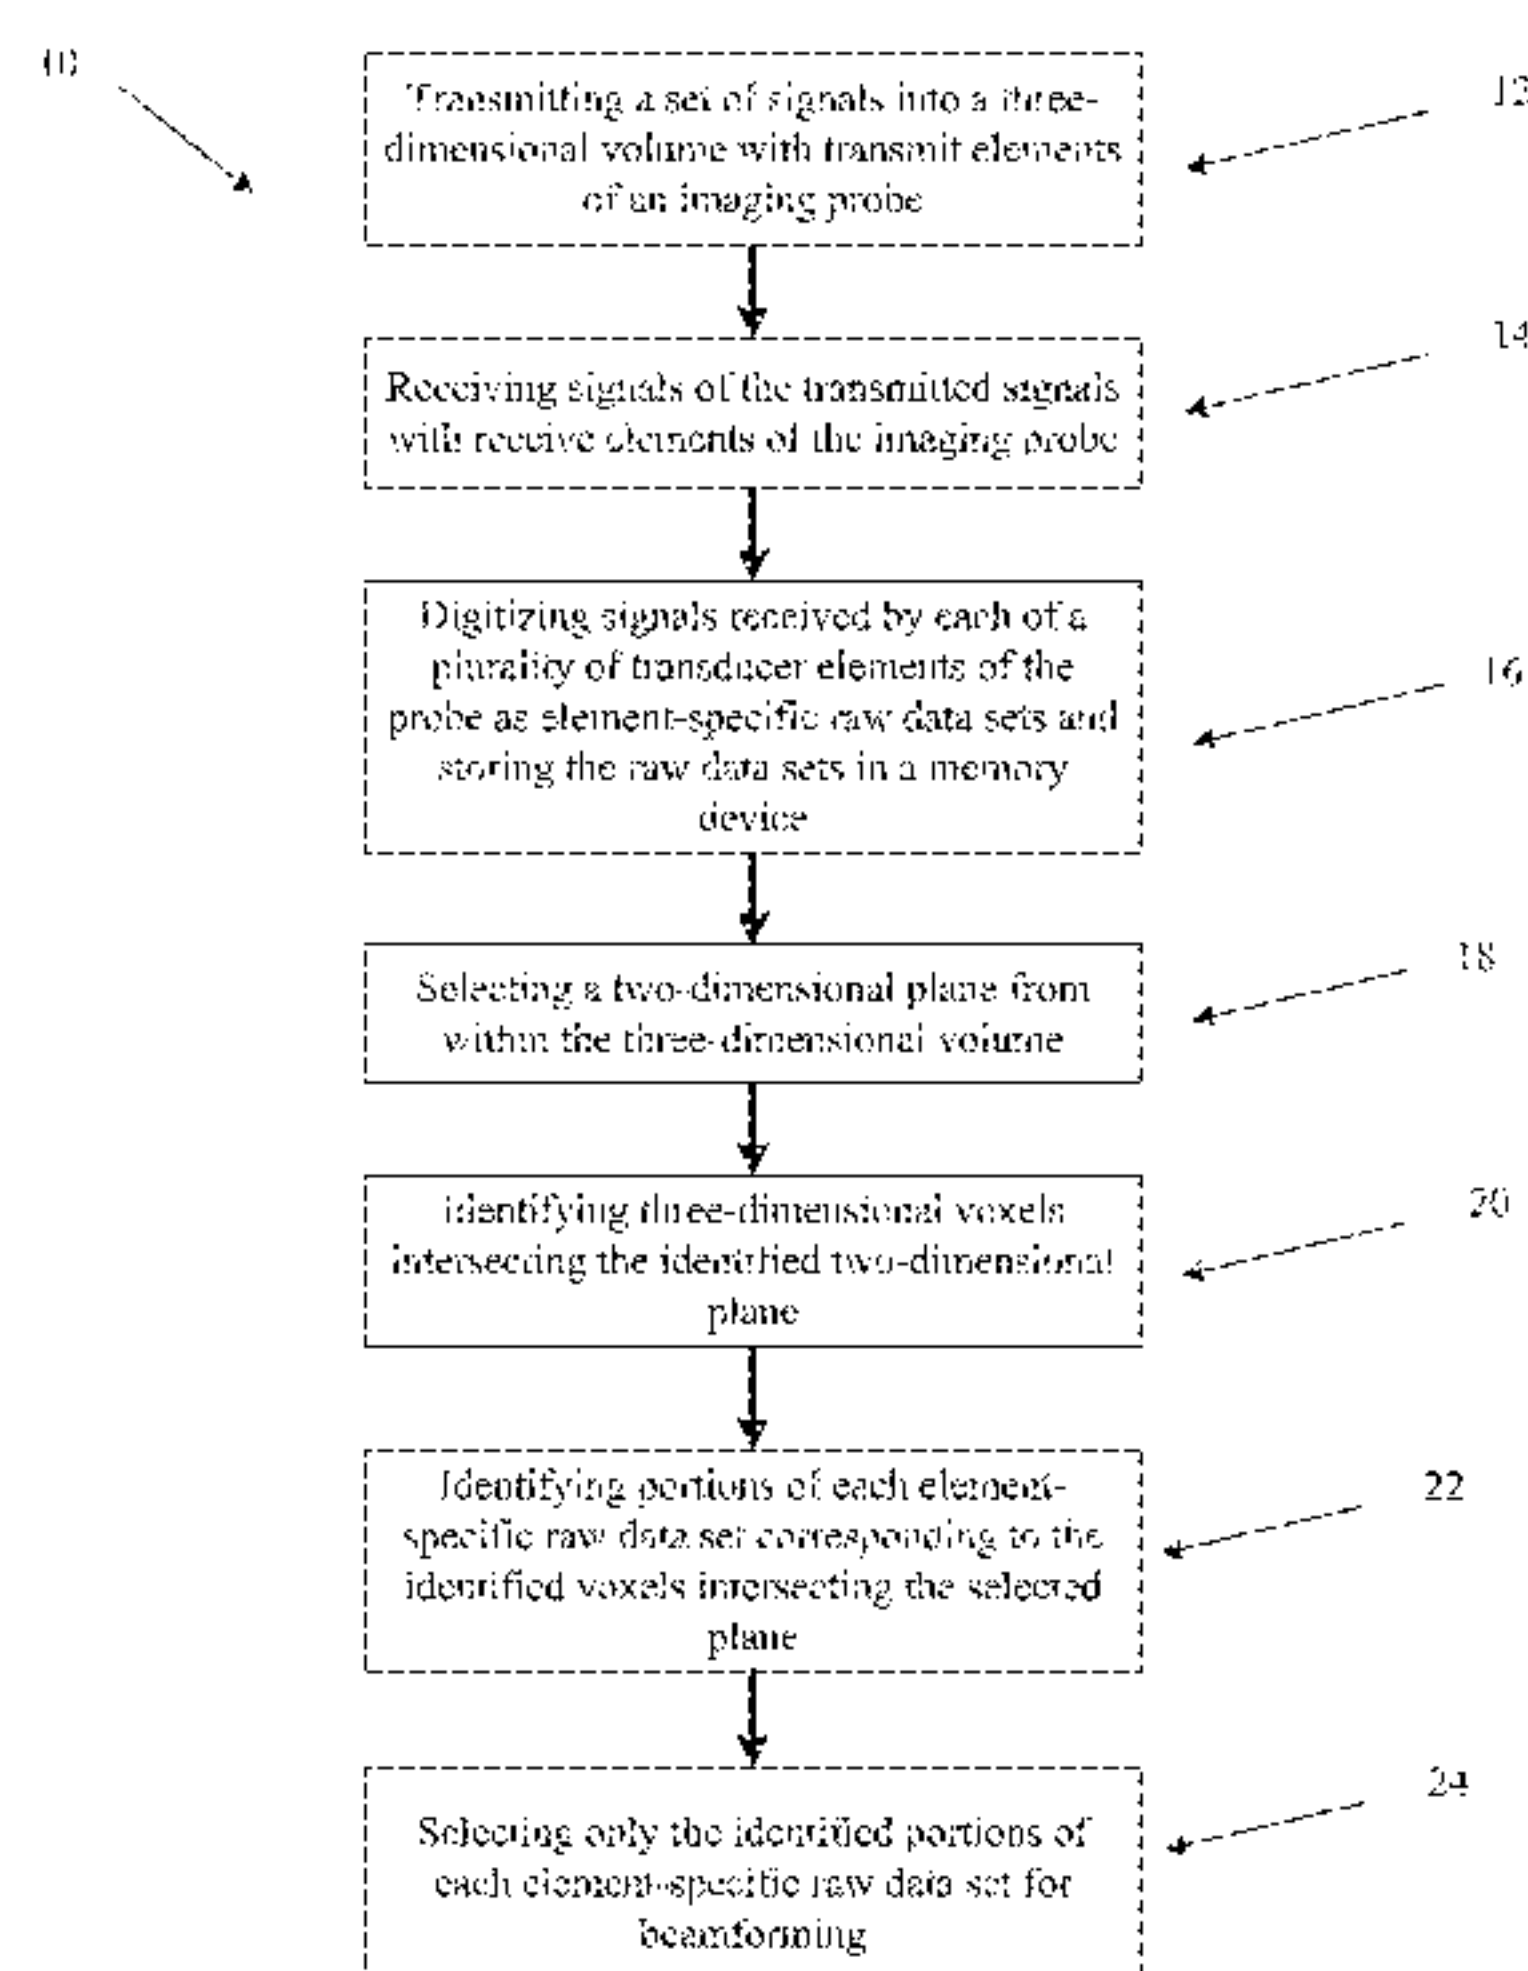 10
Transmitting a set of signals into a three-
dimensional volume with transmit elements
of an imaging probe
12
Receiving signals of the transmitted signals
with receive elements of the imaging probe
14
Digitizing signals received by each of a
plurality of transducer elements of the
probe as element-specific raw data sets and
storing the raw data sets in a memory
device
16
Selecting a two-dimensional plane from
within the three-dimensional volume
18
Identifying three-dimensional voxels
intersecting the identified two-dimensional
plane
20
Identifying portions of each element-
specific raw data set corresponding to the
identified voxels intersecting the selected
plane
22
Selecting only the identified portions of
each element-specific raw data set for
beamforming
24